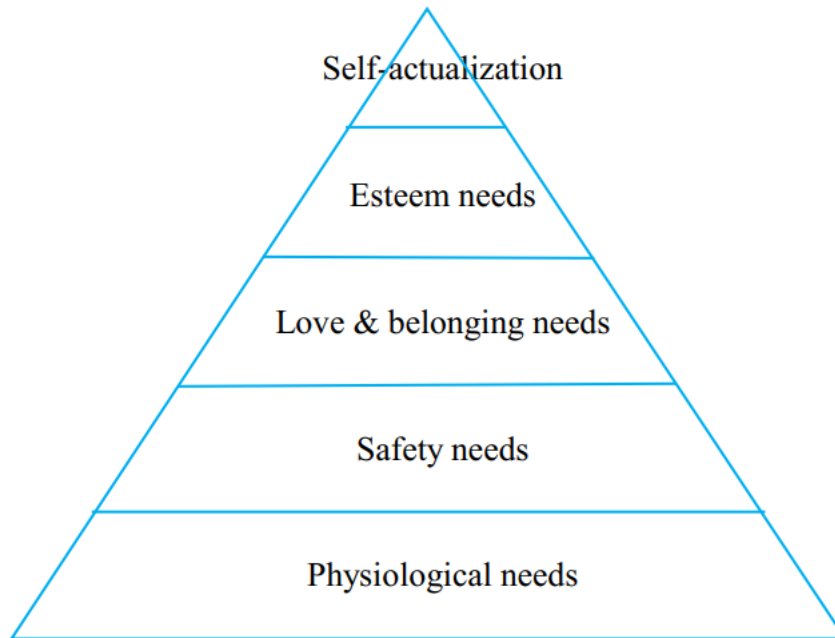 Self-actualization
Esteem needs
Love & belonging needs
Safety needs
Physiological needs